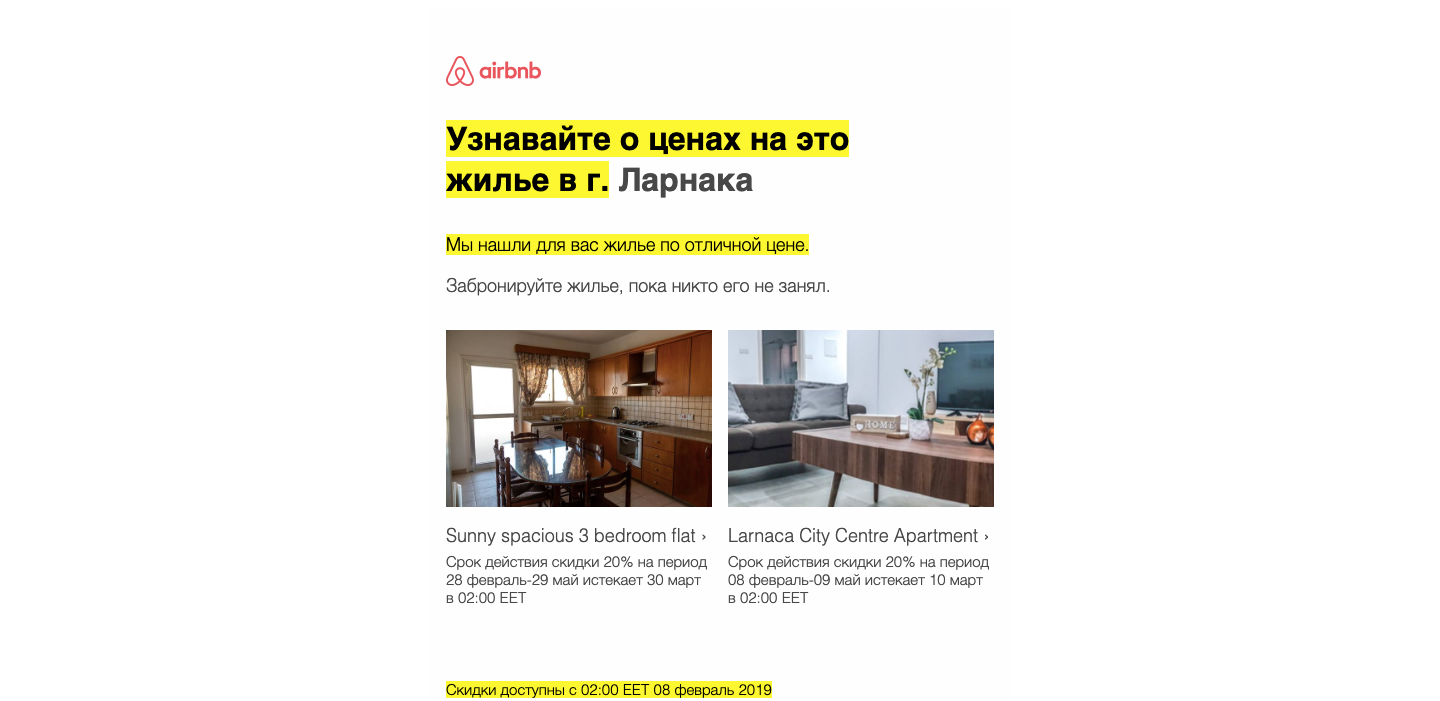 airbnb
Узнавайте о ценах на это
жилье в г. Ларнака
Мы нашли для вас жилье по отличной цене.
Забронируйте жилье, пока никто его не занял.
HOME
Sunny spacious 3 bedroom flat ›
Срок действия скидки 20% на период
28 февраль-29 май истекает 30 март
в 02:00 EET
Larnaca City Centre Apartment ›
Срок действия скидки 20% на период
08 февраль-09 май истекает 10 март
в 02:00 EET
Скидки доступны с 02:00 EET 08 февраль 2019